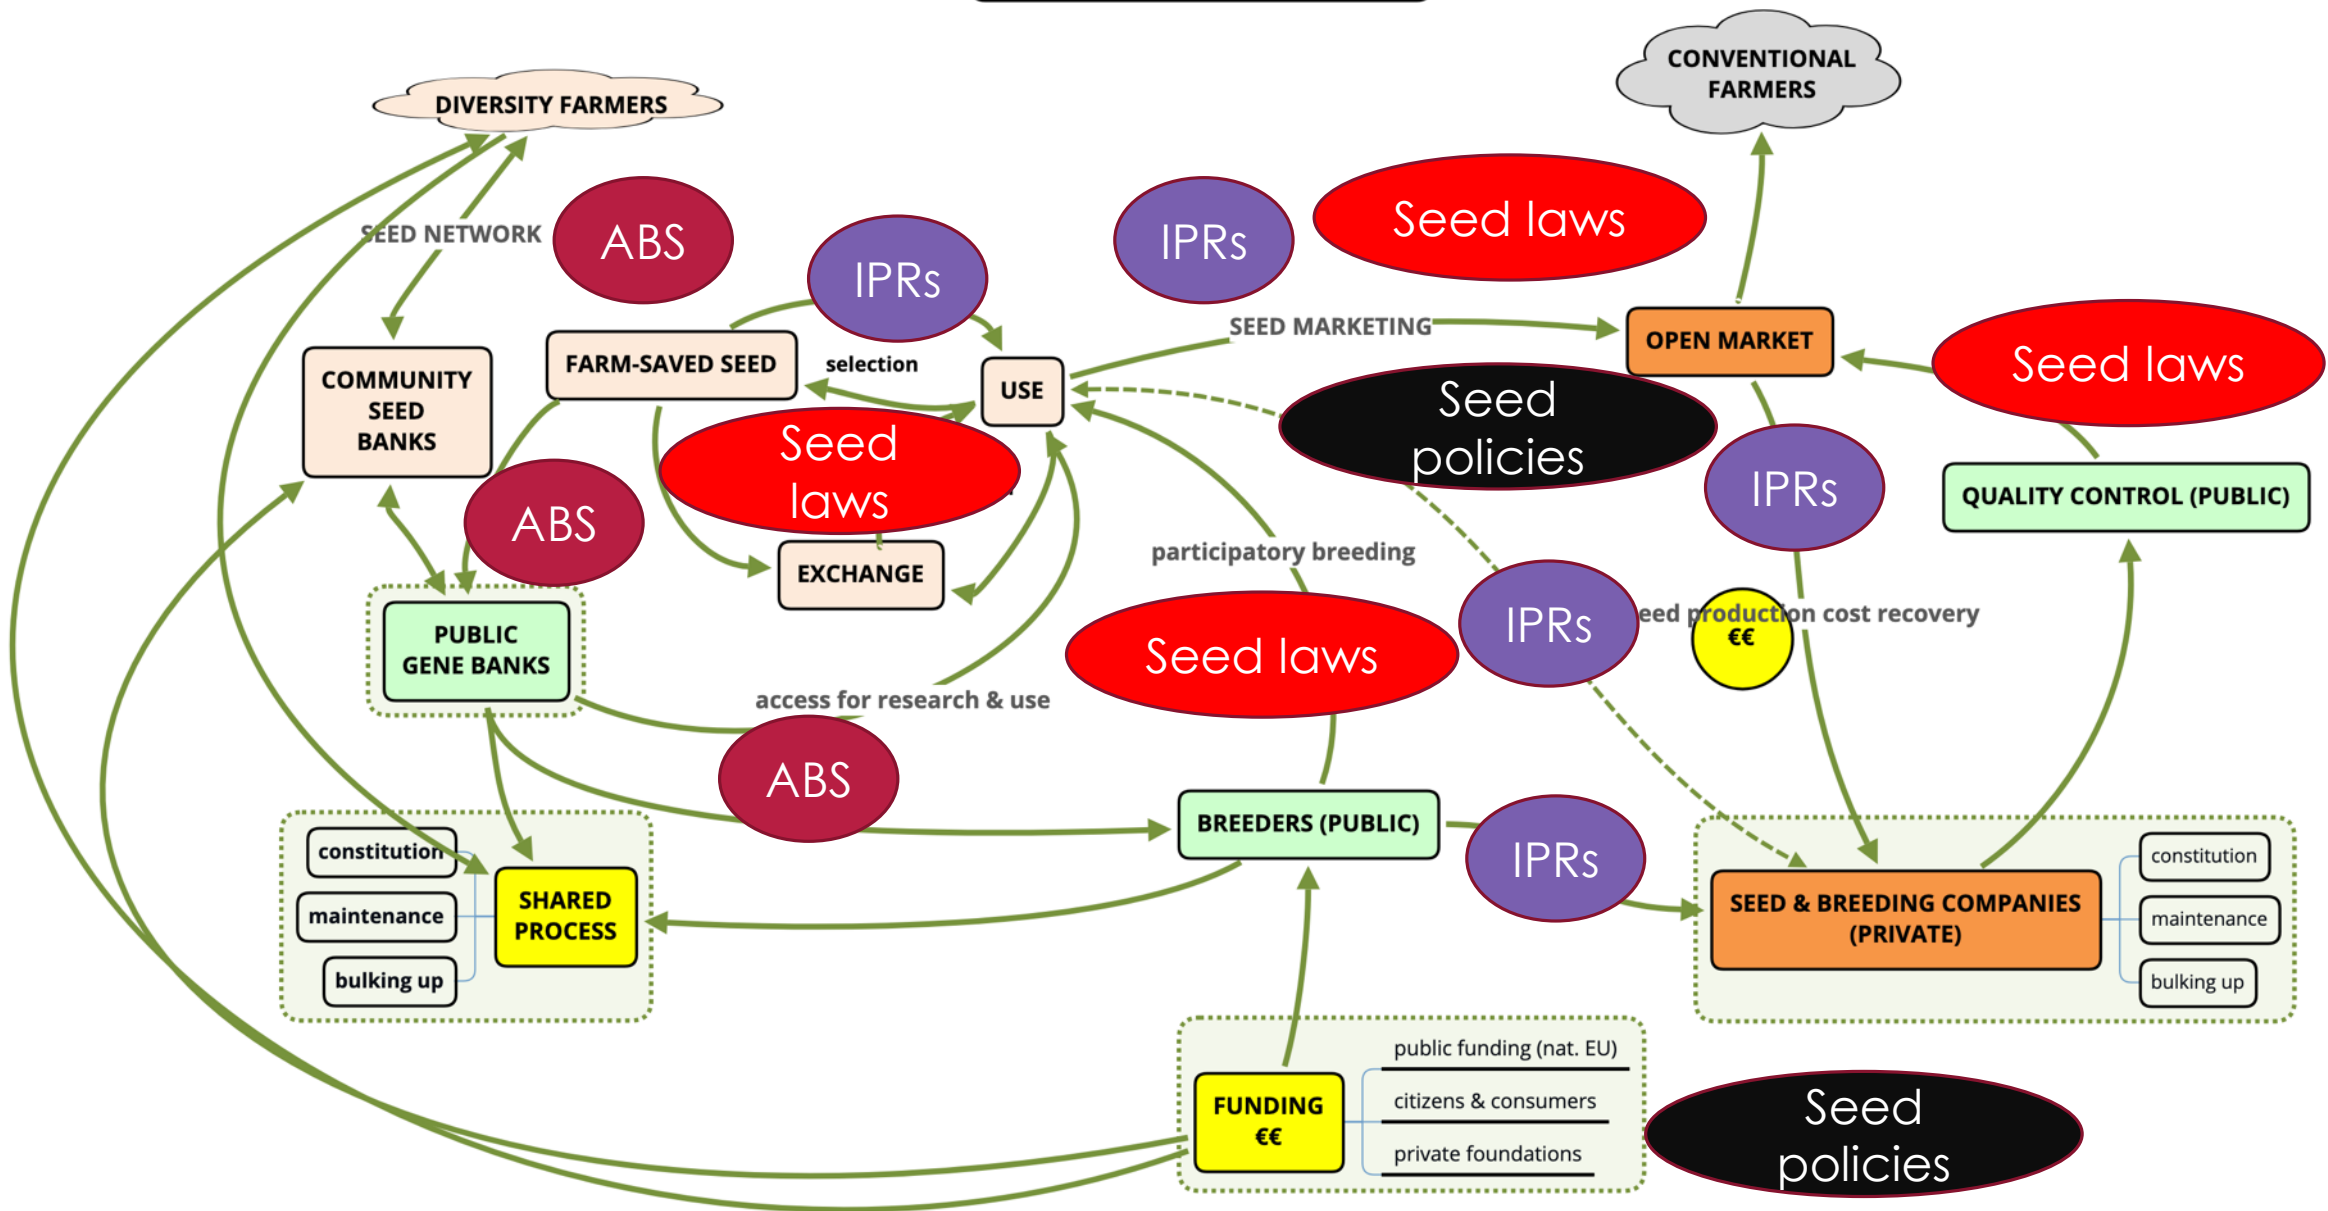 CONVENTIONAL
FARMERS
DIVERSITY FARMERS
SEED NETWORK
ABS
IPRs
IPRs
Seed laws
SEED MARKETING
OPEN MARKET
Seed laws
FARM-SAVED SEED
selection
USE
COMMUNITY
SEED
BANKS
Seed
laws
Seed
policies
IPRs
QUALITY CONTROL (PUBLIC)
ABS
EXCHANGE
participatory breeding
PUBLIC
GENE BANKS
Seed laws
IPRs
eed production cost recovery
€€
access for research & use
ABS
BREEDERS (PUBLIC)
IPRs
constitution
maintenance
bulking up
SHARED
PROCESS
SEED & BREEDING COMPANIES
(PRIVATE)
constitution
maintenance
bulking up
FUNDING
€€
public funding (nat. EU)
citizens & consumers
private foundations
Seed
policies